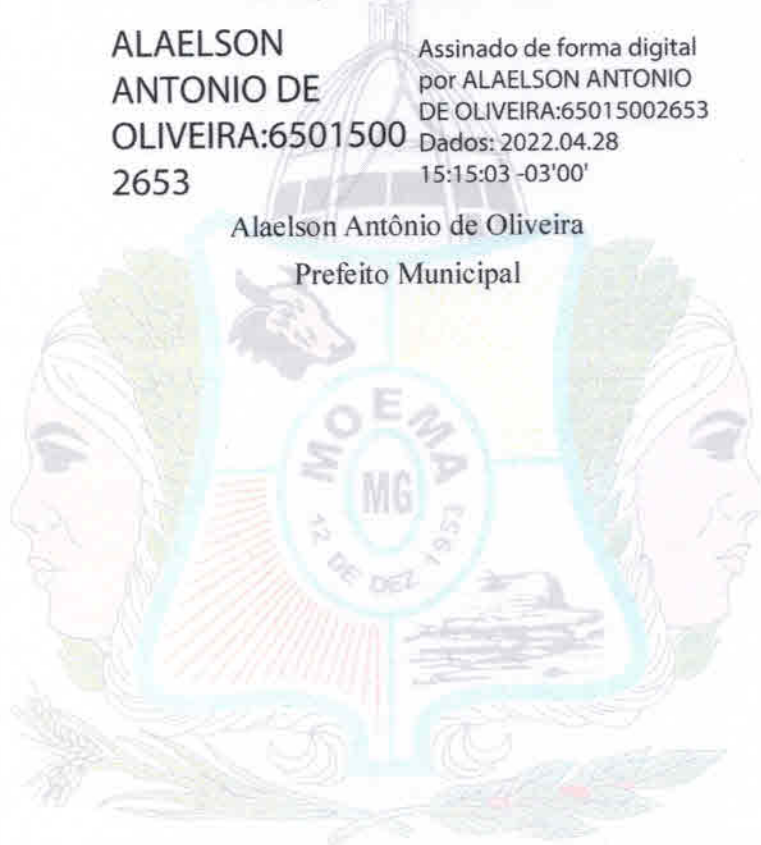 ALAELSON
ANTONIO DE
OLIVEIRA:6501500
2653
Assinado de forma digital
por ALAELSON ANTONIO
DE OLIVEIRA:65015002653
Dados: 2022.04.28
15:15:03 -03'00'
Alaelson Antônio de Oliveira
Prefeito Municipal
MOEMA
MG
12 DE DEZ 1953